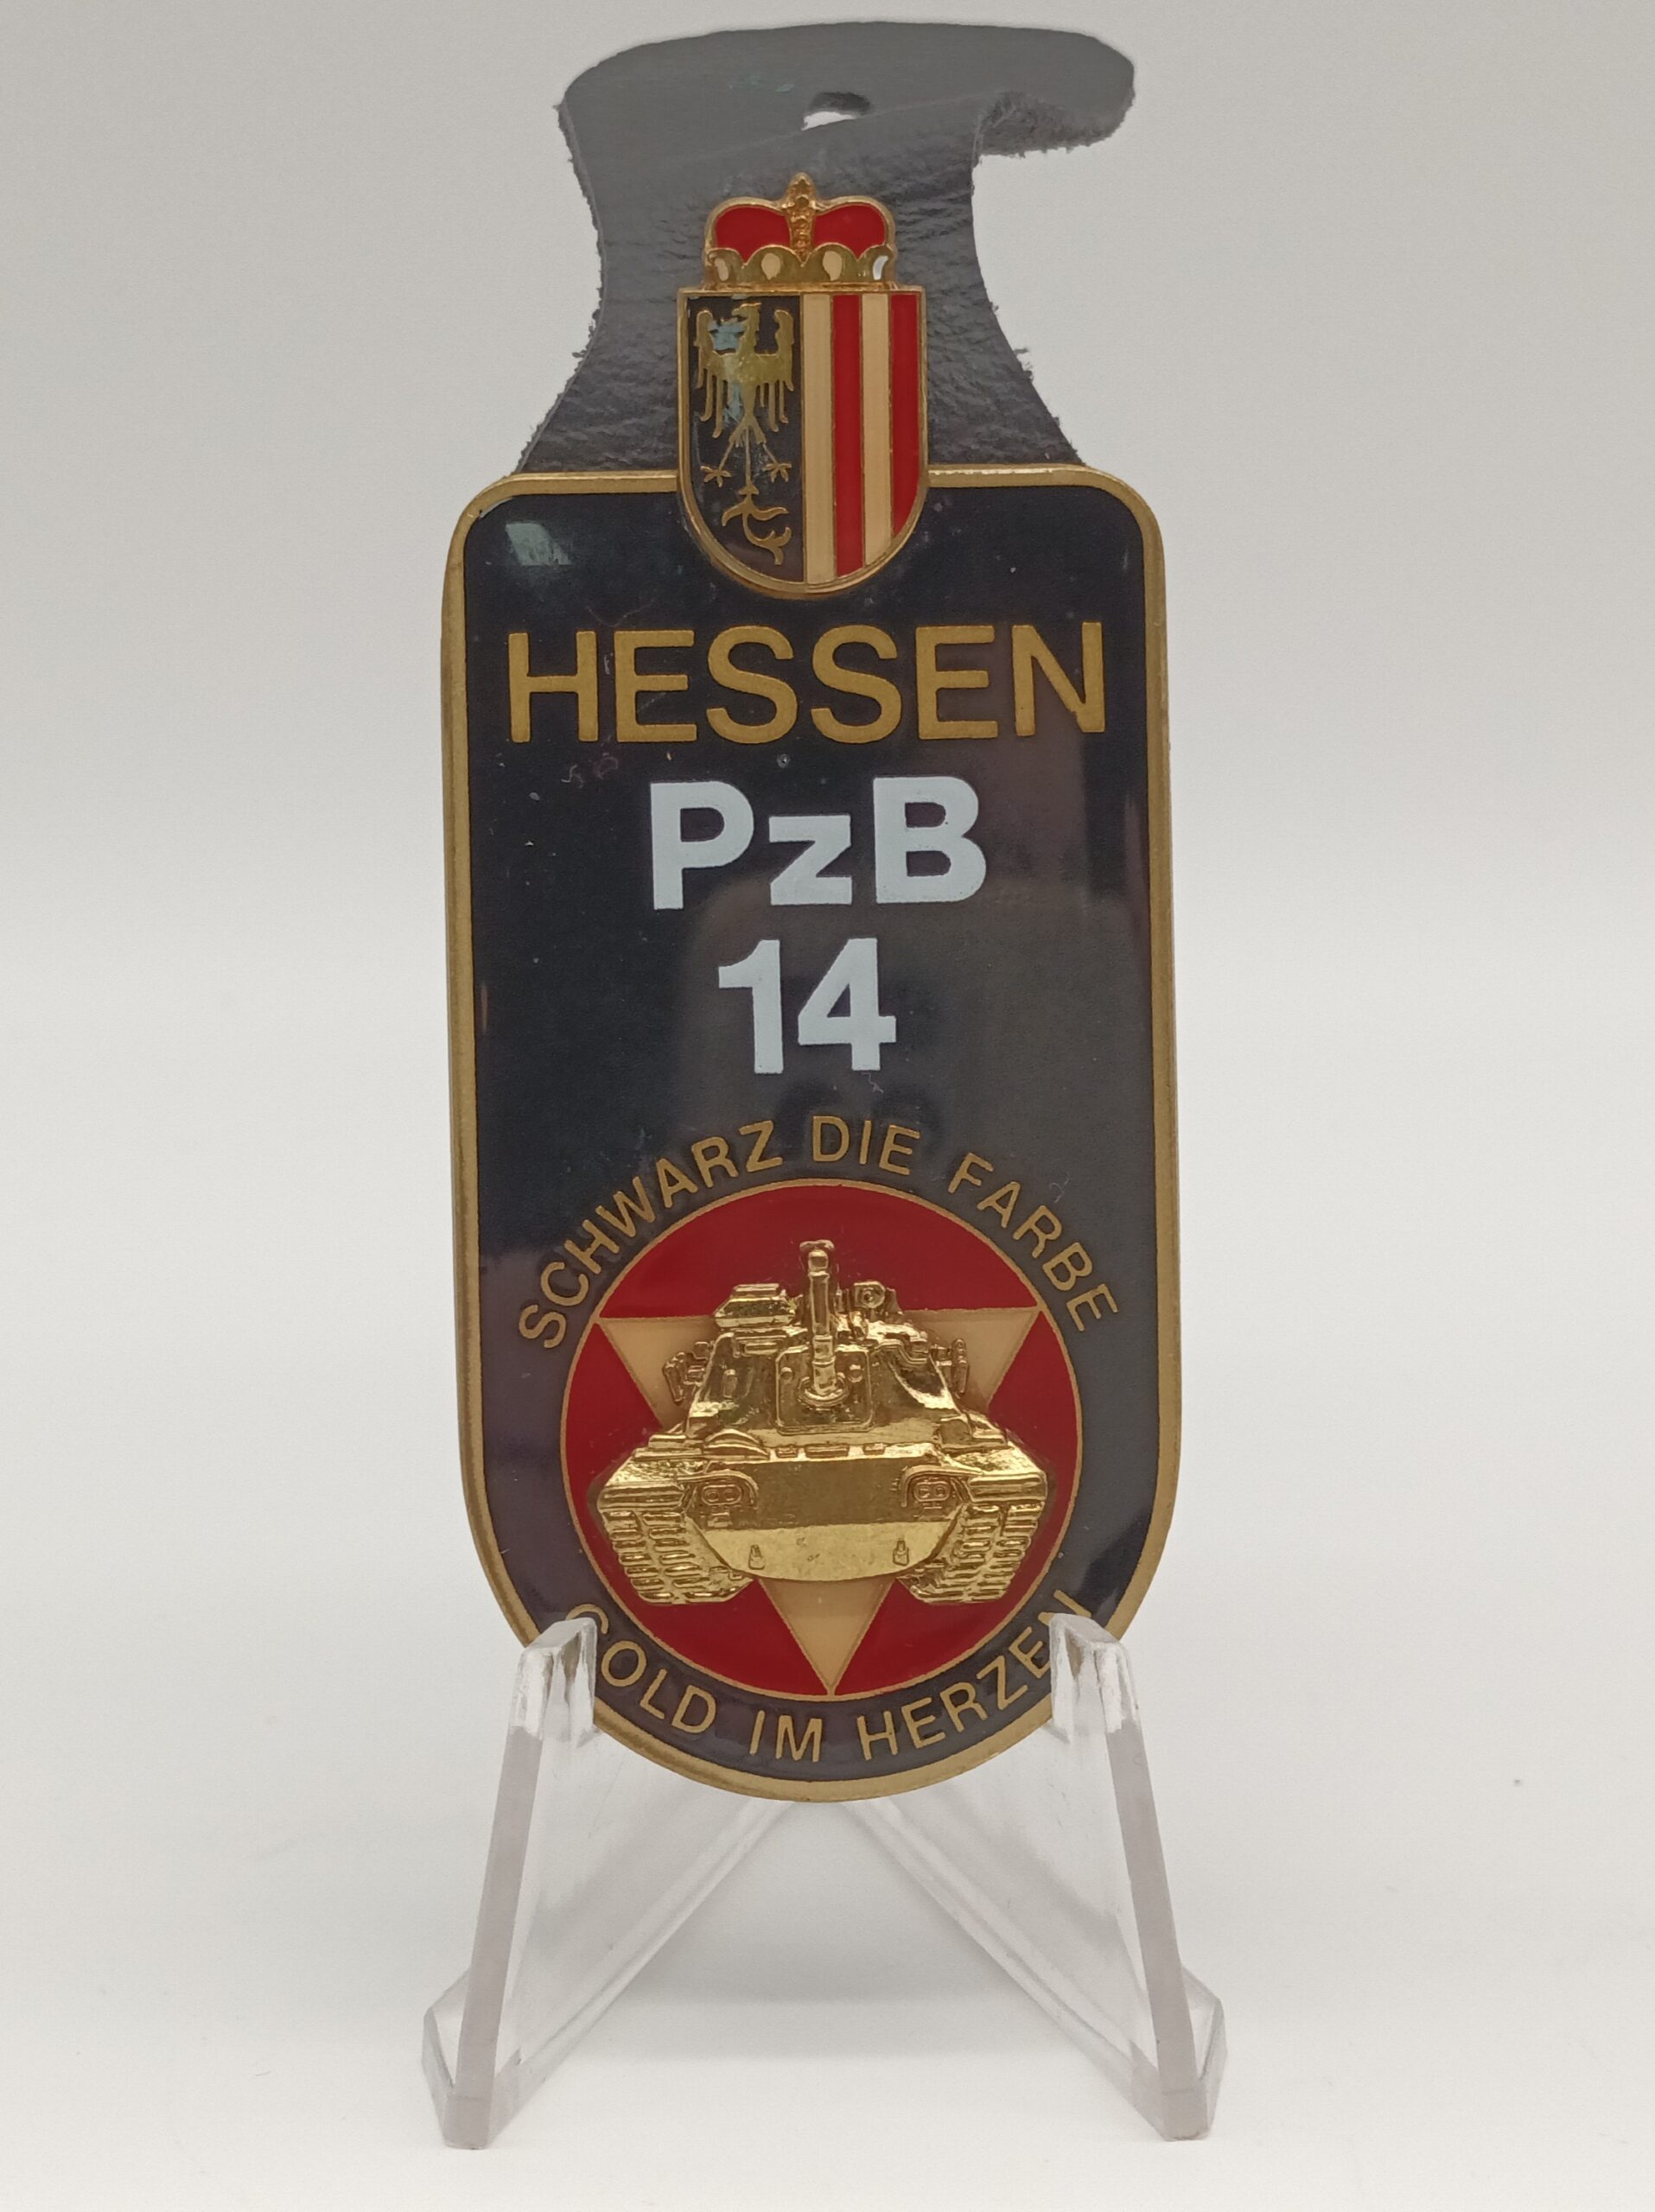 HESSEN
PzB
14
SCHWARZ DIE FARBE
GOLD IM HERZEN